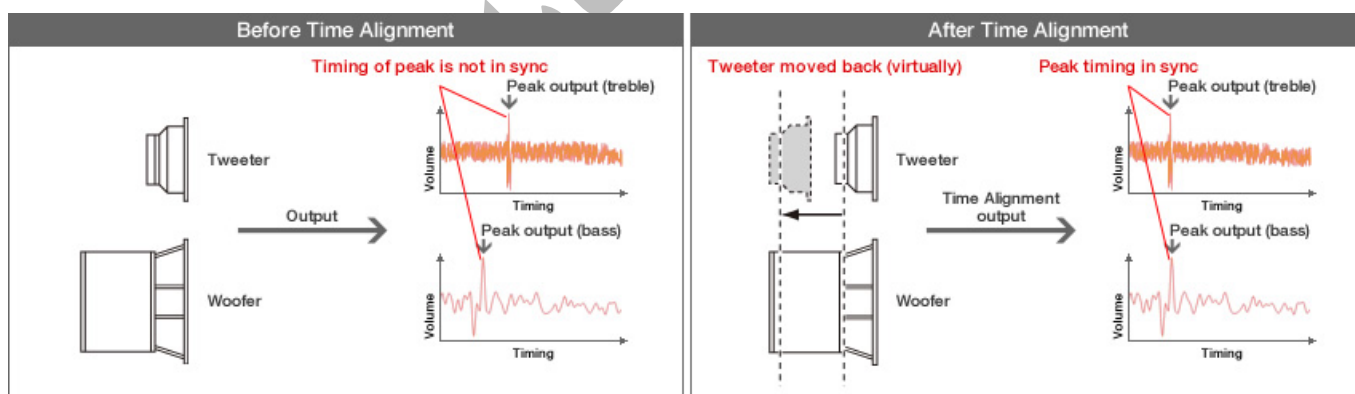 Before Time Alignment
Timing of peak is not in sync
Peak output (treble)
Tweeter
Volume
Timing
Output
Peak output (bass)
Woofer
Volume
Timing
After Time Alignment
Tweeter moved back (virtually)
Peak timing in sync
Peak output (treble)
Tweeter
Volume
Timing
Time Alignment
output
Peak output (bass)
Woofer
Volume
Timing